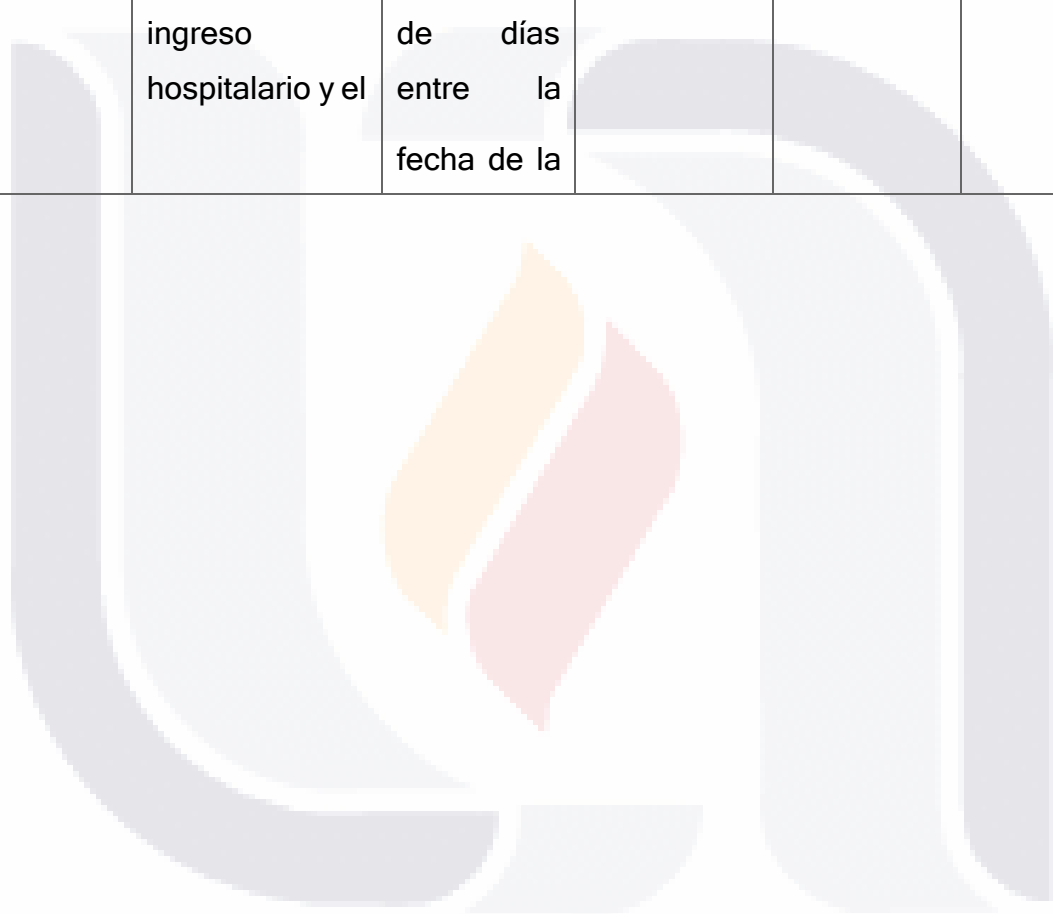 ingreso
hospitalario y el
de días
entre la
fecha de la